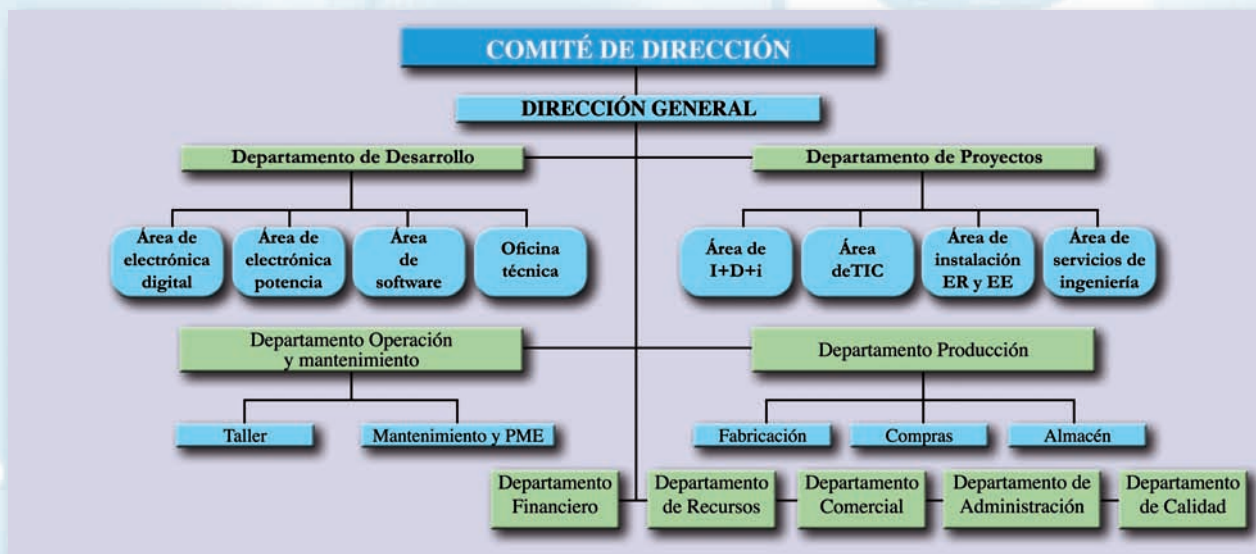 COMITÉ DE DIRECCIÓN
DIRECCIÓN GENERAL
Departamento de Desarrollo
Departamento de Proyectos
Área de
electrónica
digital
Área de
electrónica
potencia
Área
de
software
Oficina
técnica
Área de
I+D+i
Área
deTIC
Área de
instalación
ER y EE
Área de
servicios de
ingeniería
Departamento Operación
y mantenimiento
Departamento Producción
Taller
Mantenimiento y PME
Fabricación
Compras
Almacén
Departamento
Financiero
Departamento
de Recursos
Departamento
Comercial
Departamento de
Administración
Departamento
de Calidad